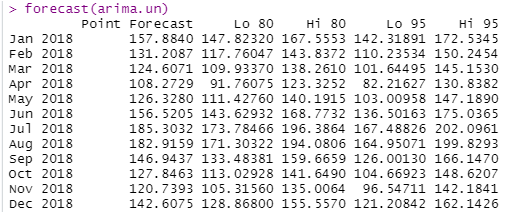 > forecast(arima.un)
Point Forecast Lo 80 Hi 80 Lo 95 Hi 95
Jan 2018 157.8840 147.82320 167.5553 142.31891 172.5345
Feb 2018 131.2087 117.76047 143.8372 110.23534 150.2454
Mar 2018 124.6071 109.93370 138.2610 101.64495 145.1530
Apr 2018 108.2729 91.76075 123.3252 82.21627 130.8382
May 2018 126.3280 111.42760 140.1915 103.00958 147.1890
Jun 2018 156.5205 143.62932 168.7732 136.50163 175.0365
Jul 2018 185.3032 173.78466 196.3864 167.48826 202.0961
Aug 2018 182.9159 171.30322 194.0806 164.95071 199.8293
Sep 2018 146.9437 133.48381 159.6659 126.00130 166.1470
Oct 2018 127.8463 113.02928 141.6490 104.66923 148.6207
Nov 2018 120.7393 105.31560 135.0064 96.54711 142.1841
Dec 2018 142.6075 128.86800 155.5570 121.20842 162.1426